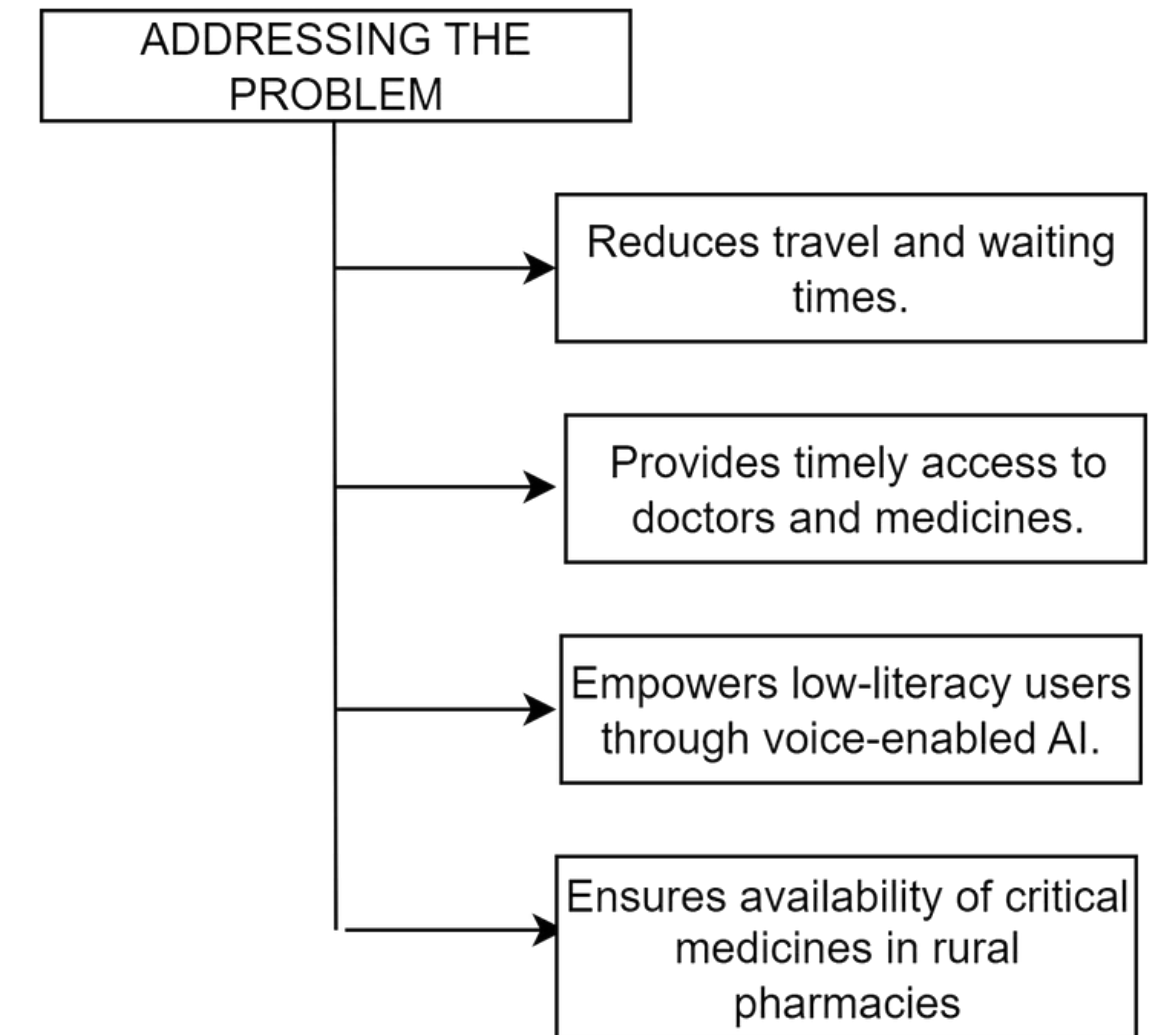 ADDRESSING THE
PROBLEM
Reduces travel and waiting
times.
Provides timely access to
doctors and medicines.
Empowers low-literacy users
through voice-enabled AI.
Ensures availability of critical
medicines in rural
pharmacies